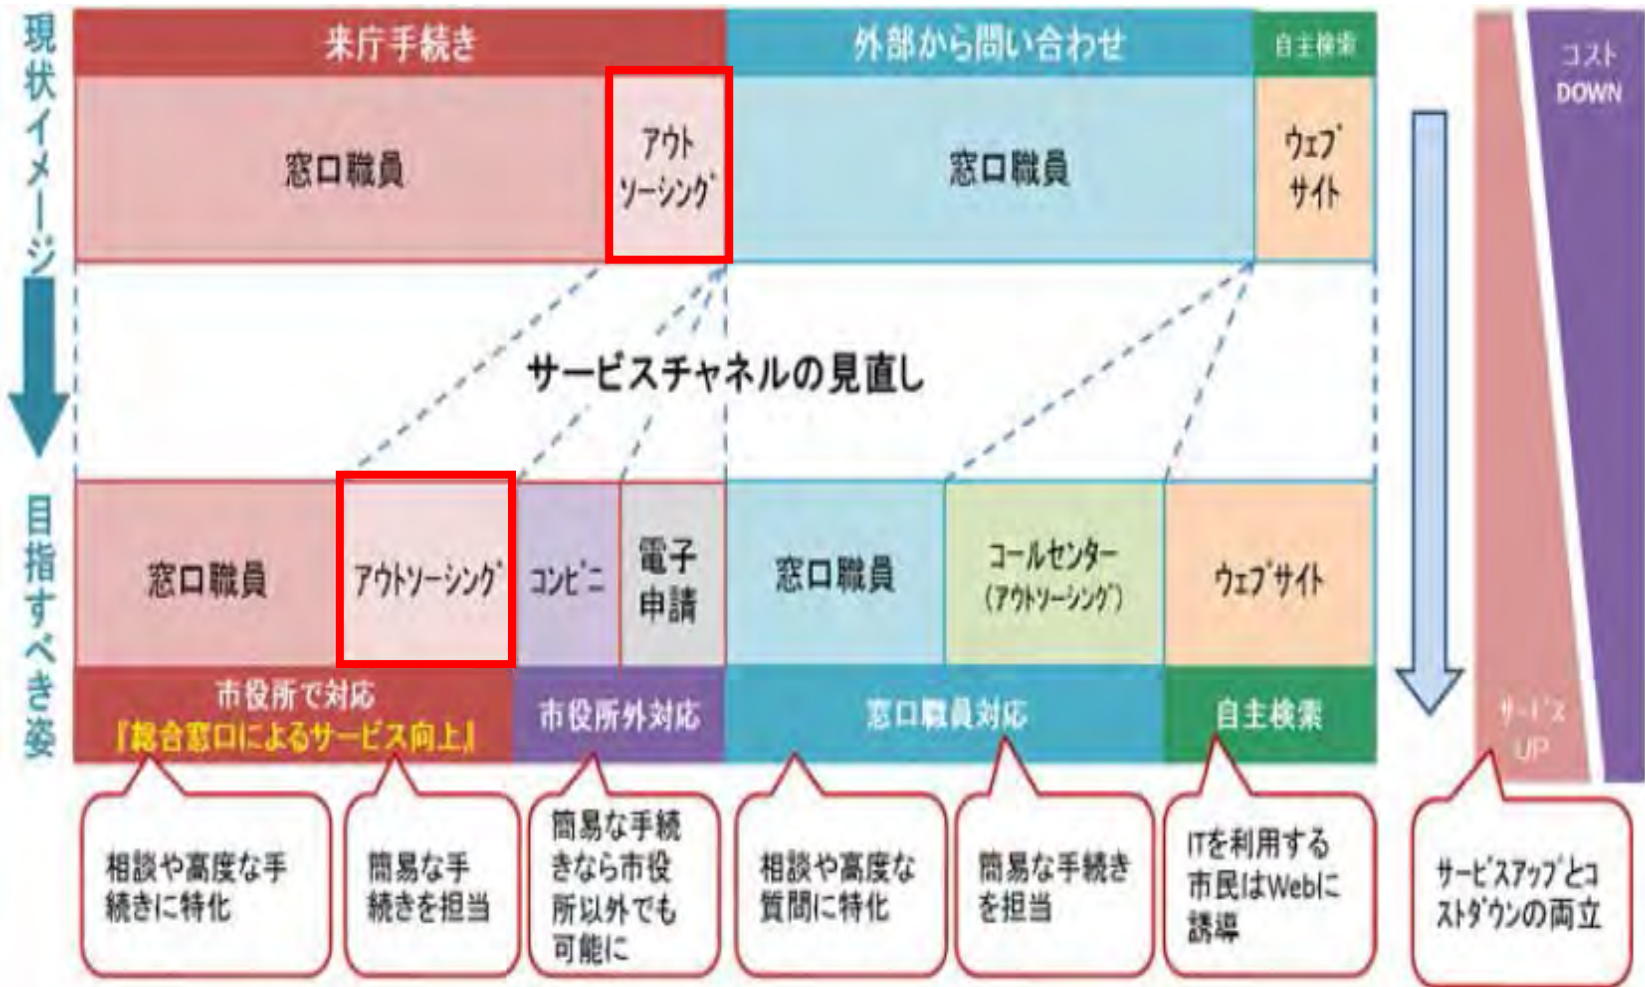 現状イメージ
来庁手続き
外部から問い合わせ
自主検索
コスト
DOWN
窓口職員
アウト
ソーシング
窓口職員
ウェブ
サイト
サービスチャネルの見直し
目指すべき姿
窓口職員
アウトソーシング
コンビニ
電子
申請
窓口職員
コールセンター
(アウトソーシング)
ウェブサイト
市役所で対応
『総合窓口によるサービス向上』
市役所外対応
窓口職員対応
自主検索
サービス
UP
相談や高度な手
続きに特化
簡易な手
続きを担当
簡易な手続
きなら市役
所以外でも
可能に
相談や高度な
質問に特化
簡易な手続き
を担当
ITを利用する
市民はWebに
誘導
サービスアップとコ
ストダウンの両立